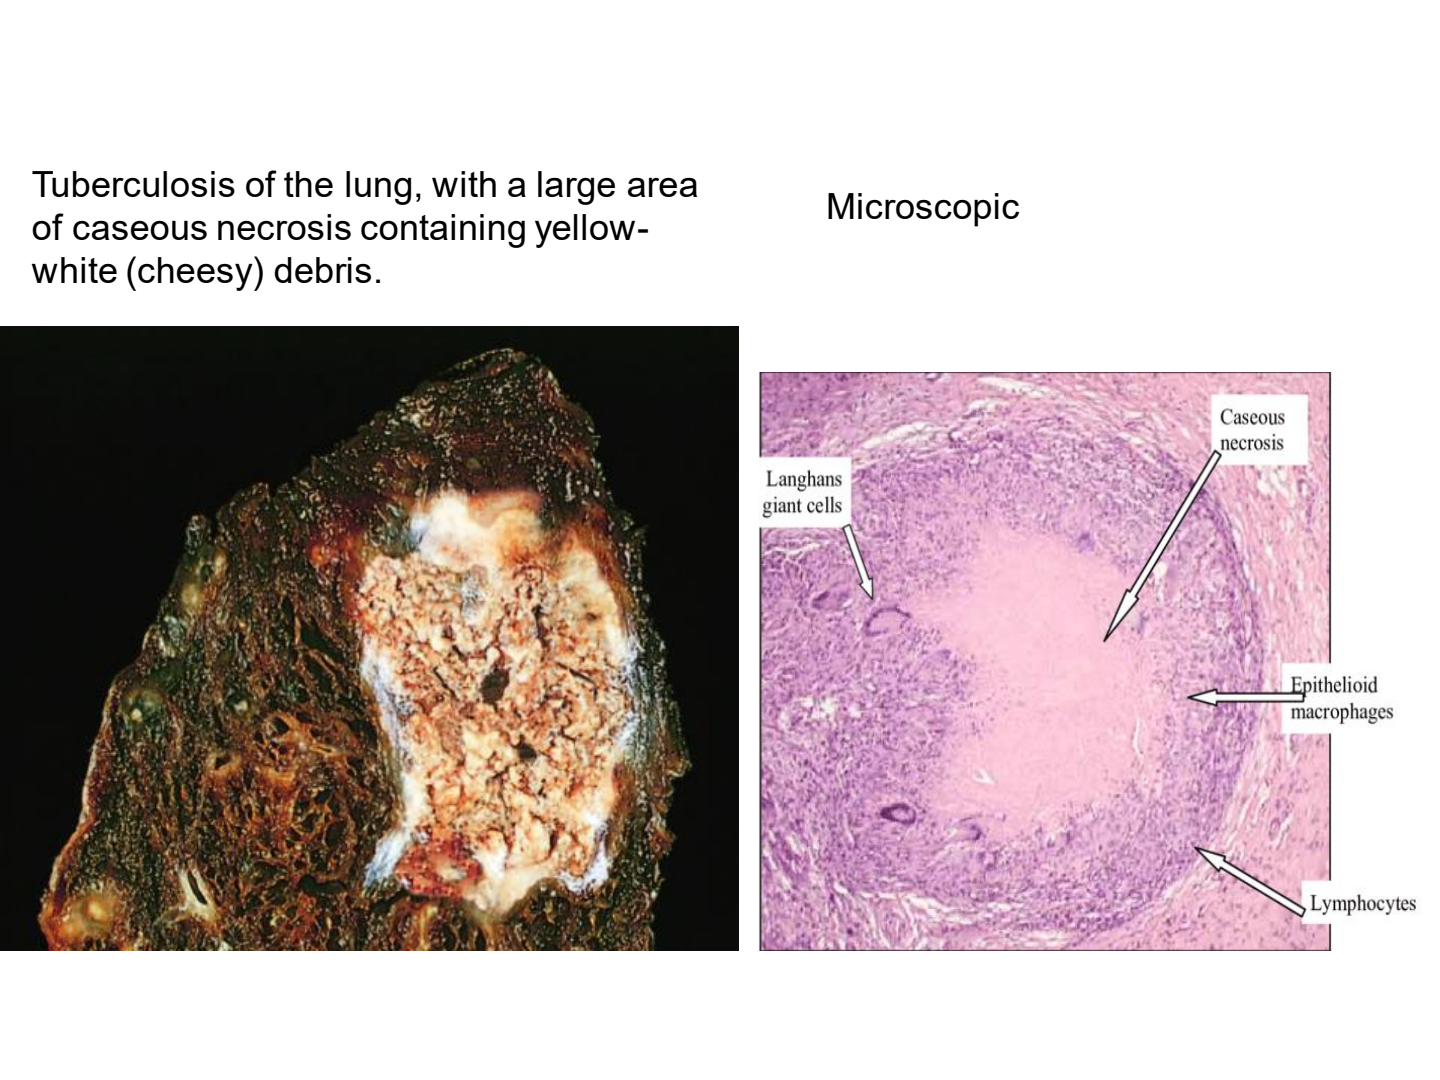 Tuberculosis of the lung, with a large area
of caseous necrosis containing yellow-
white (cheesy) debris.
Microscopic
Caseous
necrosis
Langhans
giant cells
Epithelioid
macrophages
Lymphocytes